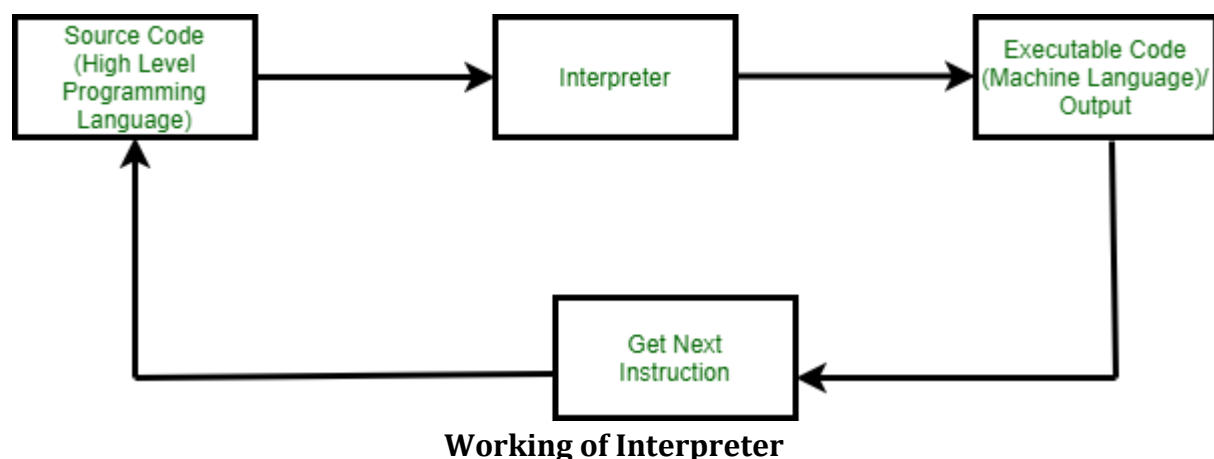 Source Code
(High Level
Programming
Language)
Interpreter
Executable Code
(Machine Language)/
Output
Get Next
Instruction
Working of Interpreter